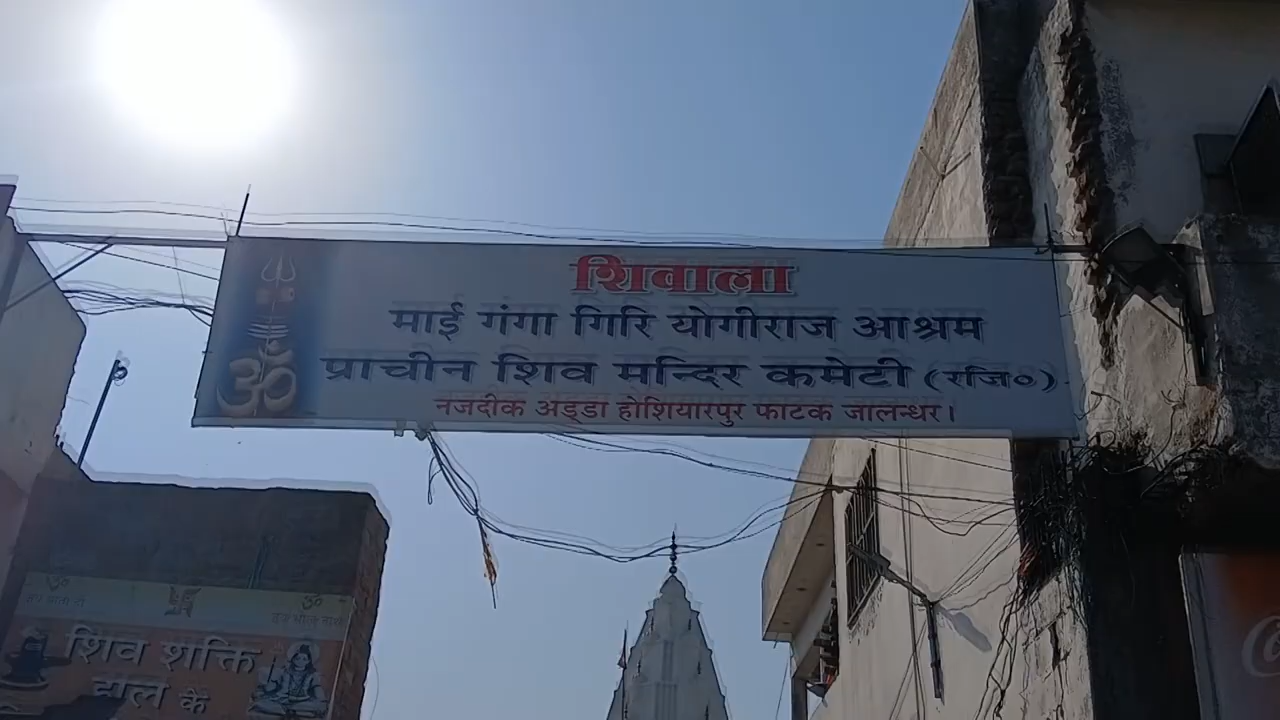 शिवाला
माई गंगा गिरि योगीराज आश्रम
प्राचीन शिव मन्दिर कमेटी (रजि०)
नजदीक अड्डा होशियारपुर फाटक जालन्धर।
ॐ
ॐ
ॐ
शिव शक्ति
हाल कै